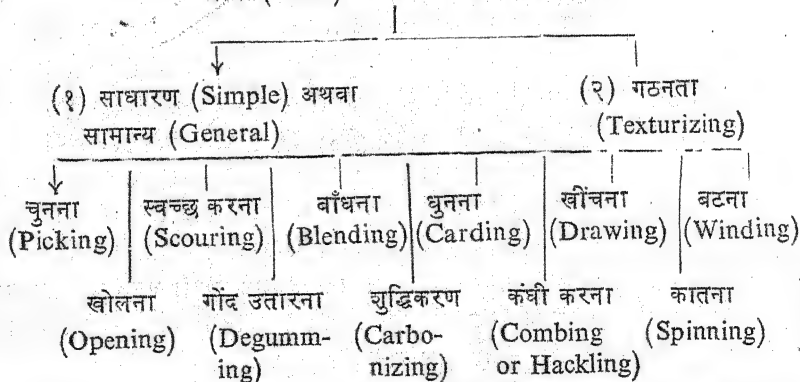 (१) साधारण (Simple) अथवा (२) गठनता
सामान्य (General) (Texturizing)
चुनना स्वच्छ करना बाँधना धुनना खींचना बटना
(Picking) (Scouring) (Blending) (Carding) (Drawing) (Winding)
खोलना गोंद उतारना शुद्धिकरण कंघी करना कातना
(Opening) (Degumm- (Carbo- (Combing (Spinning)
ing) nizing) or Hackling)